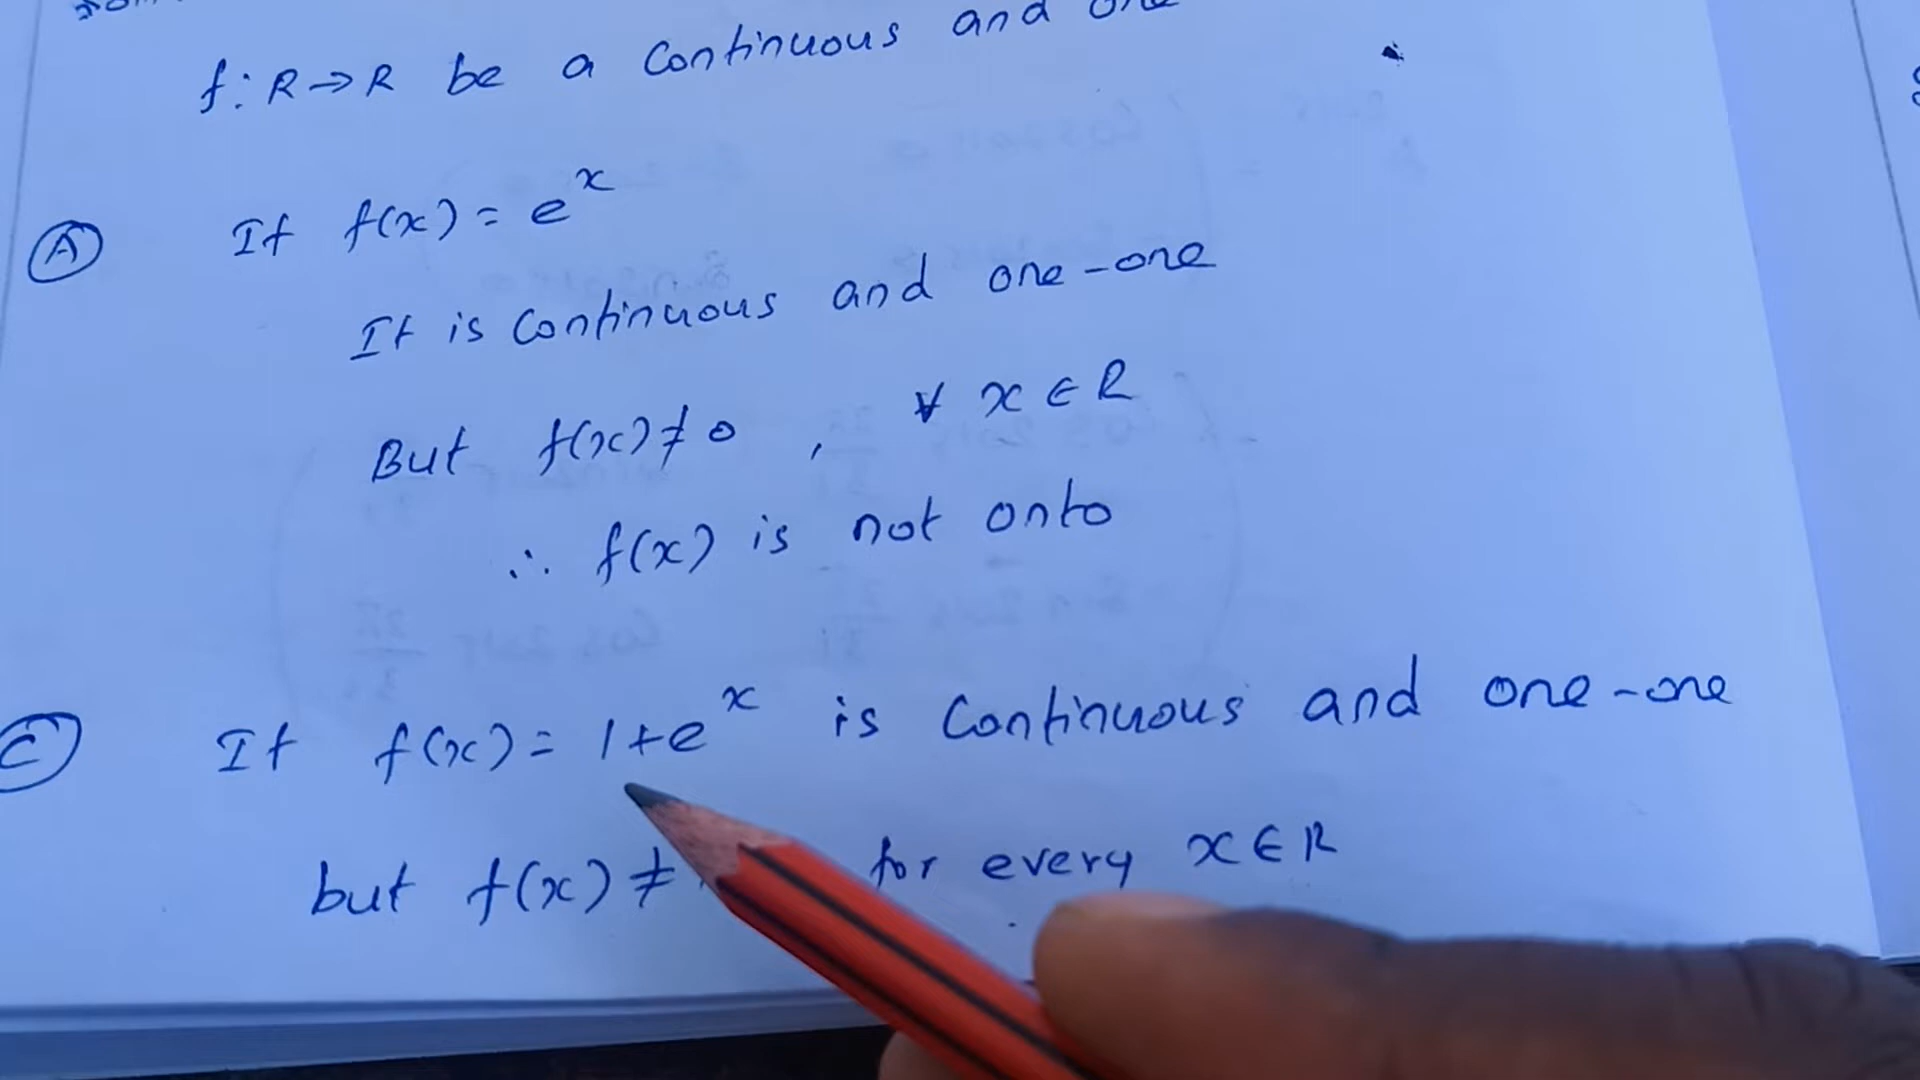 f: R → R be a continuous and
Ⓐ If f(x) = e^x
It is continuous and one-one
But f(x) ≠ 0 , ∀ x ∈ R
∴ f(x) is not onto
Ⓒ If f(x) = 1+e^x is continuous and one-one
but f(x) ≠ for every x ∈ R